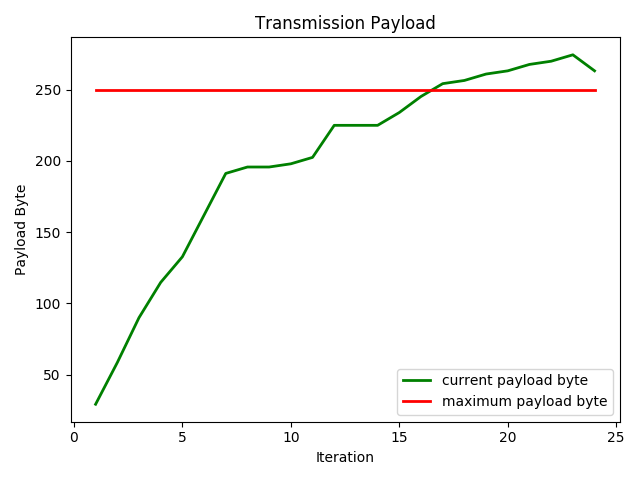 Transmission Payload
Payload Byte
250
200
150
100
50
0
5
10
15
20
25
Iteration
current payload byte
maximum payload byte